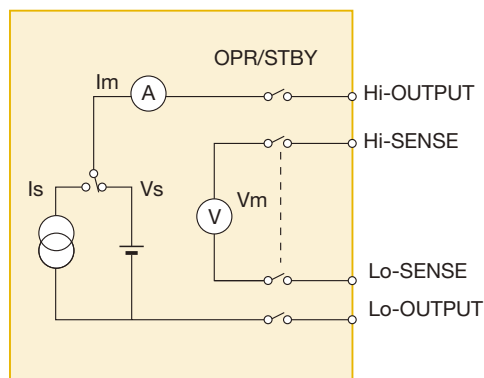 OPR/STBY
Im
A
Hi-OUTPUT
Hi-SENSE
Is
Vs
Vm
V
Lo-SENSE
Lo-OUTPUT